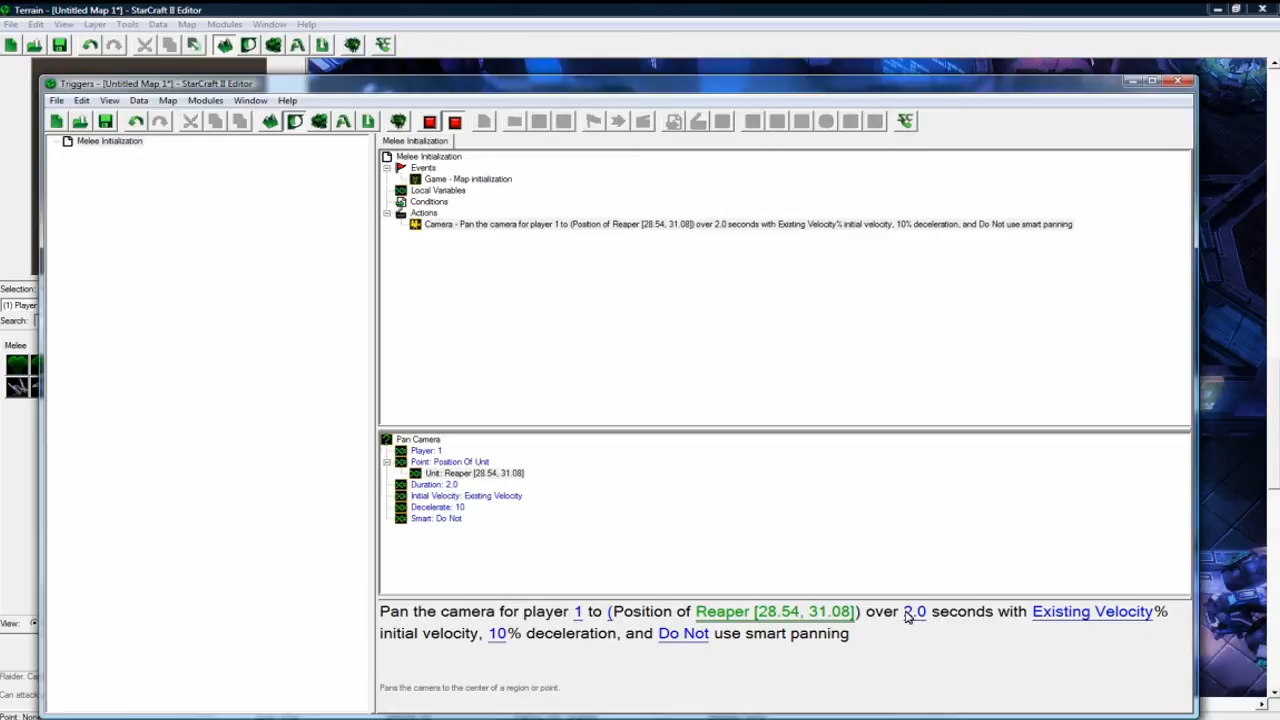 Terrain - [Untitled Map 1*] - StarCraft II Editor
File Edit View Layer Tools Data Map Modules Window Help
Triggers - [Untitled Map 1*] - StarCraft II Editor
File Edit View Data Map Modules Window Help
Melee Initialization
Melee Initialization
Melee Initialization
Events
Game - Map initialization
Local Variables
Conditions
Actions
Camera - Pan the camera for player 1 to (Position of Reaper [28.54, 31.08]) over 2.0 seconds with Existing Velocity% initial velocity, 10% deceleration, and Do Not use smart panning
Selection:
(1) Player
Search:
Melee
Pan Camera
Player: 1
Point: Position Of Unit
Unit: Reaper [28.54, 31.08]
Duration: 2.0
Initial Velocity: Existing Velocity
Decelerate: 10
Smart: Do Not
Pan the camera for player 1 to (Position of Reaper [28.54, 31.08]) over 2.0 seconds with Existing Velocity%
initial velocity, 10% deceleration, and Do Not use smart panning
View:
Raider.
Pans the camera to the center of a region or point.
Can attack
Point: None